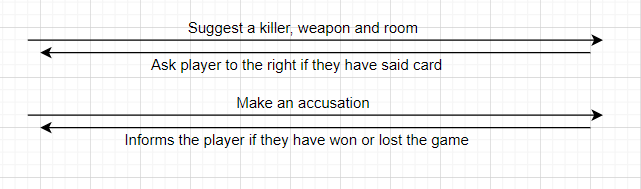 Suggest a killer, weapon and room
Ask player to the right if they have said card
Make an accusation
Informs the player if they have won or lost the game